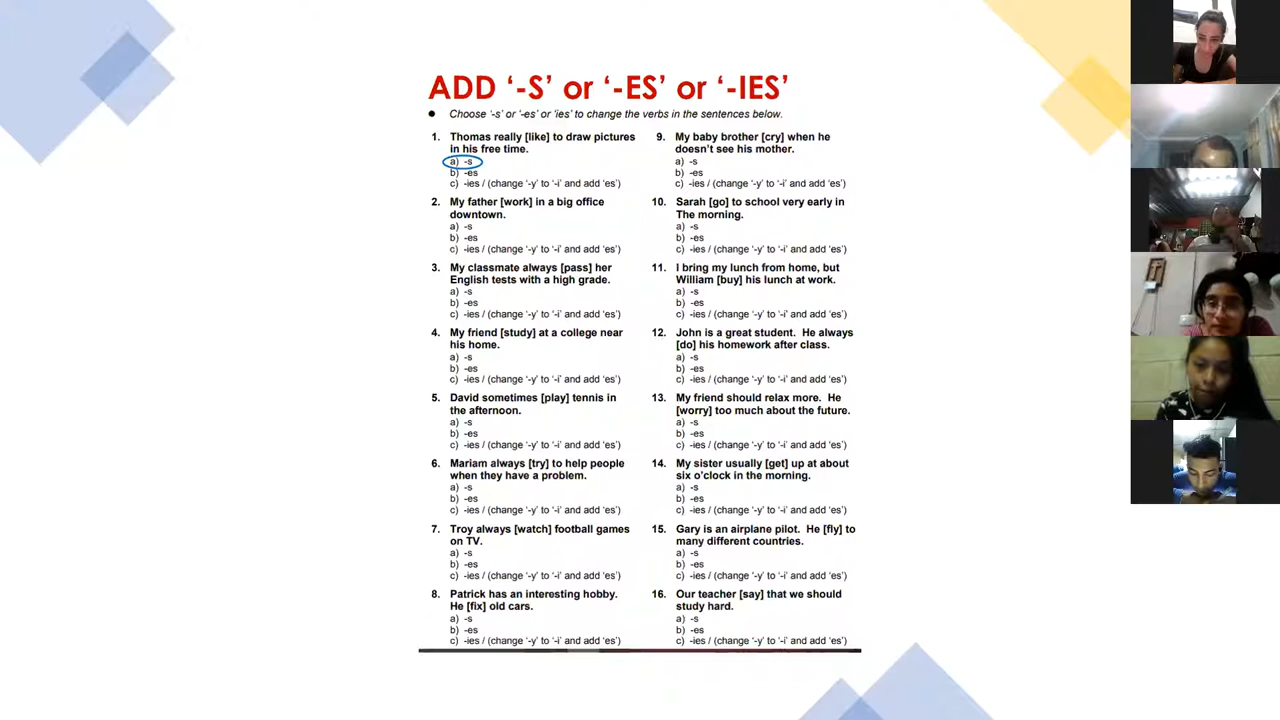 ADD '-S' or '-ES' or '-IES'
● Choose '-s' or '-es' or 'ies' to change the verbs in the sentences below.
1. Thomas really [like] to draw pictures
in his free time.
a) -s
b) -es
c) -ies / (change '-y' to '-i' and add 'es')
2. My father [work] in a big office
downtown.
a) -s
b) -es
c) -ies / (change '-y' to '-i' and add 'es')
3. My classmate always [pass] her
English tests with a high grade.
a) -s
b) -es
c) -ies / (change '-y' to '-i' and add 'es')
4. My friend [study] at a college near
his home.
a) -s
b) -es
c) -ies / (change '-y' to '-i' and add 'es')
5. David sometimes [play] tennis in
the afternoon.
a) -s
b) -es
c) -ies / (change '-y' to '-i' and add 'es')
6. Mariam always [try] to help people
when they have a problem.
a) -s
b) -es
c) -ies / (change '-y' to '-i' and add 'es')
7. Troy always [watch] football games
on TV.
a) -s
b) -es
c) -ies / (change '-y' to '-i' and add 'es')
8. Patrick has an interesting hobby.
He [fix] old cars.
a) -s
b) -es
c) -ies / (change '-y' to '-i' and add 'es')
9. My baby brother [cry] when he
doesn't see his mother.
a) -s
b) -es
c) -ies / (change '-y' to '-i' and add 'es')
10. Sarah [go] to school very early in
The morning.
a) -s
b) -es
c) -ies / (change '-y' to '-i' and add 'es')
11. I bring my lunch from home, but
William [buy] his lunch at work.
a) -s
b) -es
c) -ies / (change '-y' to '-i' and add 'es')
12. John is a great student. He always
[do] his homework after class.
a) -s
b) -es
c) -ies / (change '-y' to '-i' and add 'es')
13. My friend should relax more. He
[worry] too much about the future.
a) -s
b) -es
c) -ies / (change '-y' to '-i' and add 'es')
14. My sister usually [get] up at about
six o'clock in the morning.
a) -s
b) -es
c) -ies / (change '-y' to '-i' and add 'es')
15. Gary is an airplane pilot. He [fly] to
many different countries.
a) -s
b) -es
c) -ies / (change '-y' to '-i' and add 'es')
16. Our teacher [say] that we should
study hard.
a) -s
b) -es
c) -ies / (change '-y' to '-i' and add 'es')